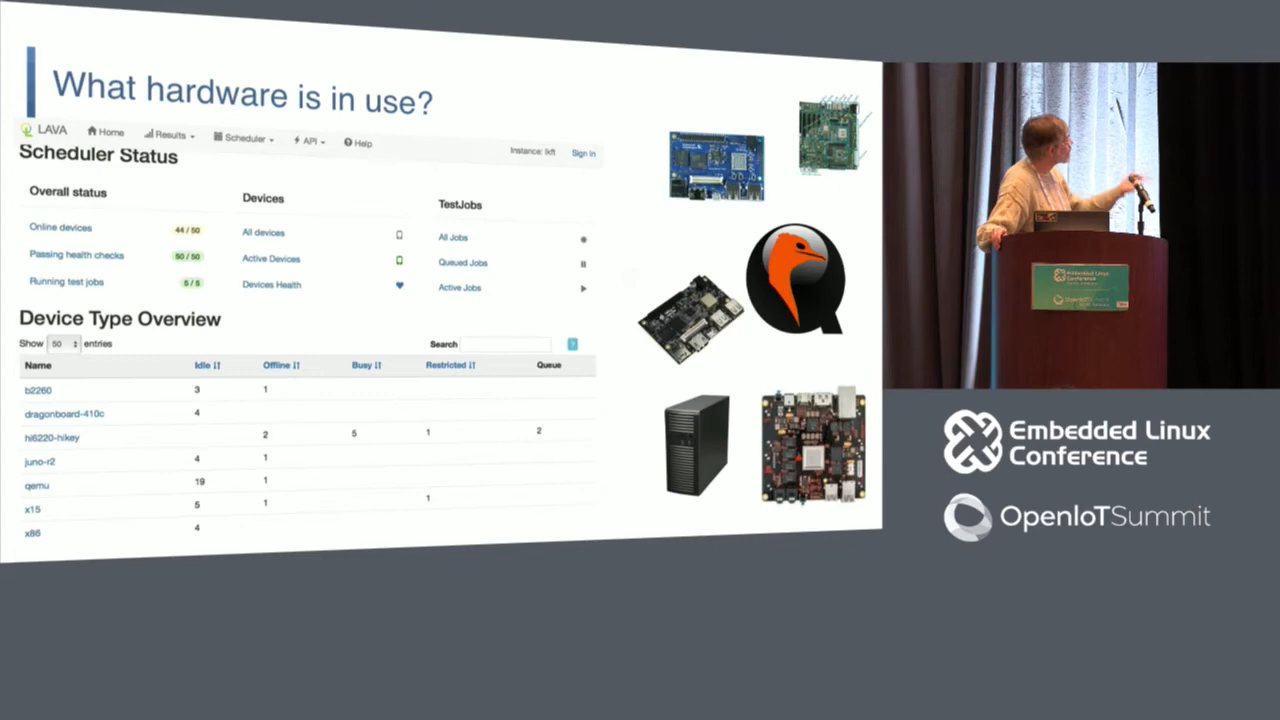 What hardware is in use?
LAVA Home Results Scheduler API Help Instance: lkft Sign In
Scheduler Status
Overall status Devices TestJobs
Online devices 44 / 50 All devices All Jobs
Passing health checks 50 / 50 Active Devices Queued Jobs
Running test jobs 5 / 5 Devices Health Active Jobs
Device Type Overview
Show 50 entries Search ?
Name Idle Offline Busy Restricted Queue
b2260 3 1
dragonboard-410c 4
hi6220-hikey 2 5 1 2
juno-r2 4 1
qemu 19 1
x15 5 1 1
x86 4
Embedded Linux
Conference
OpenIoTSummit
Embedded Linux
Conference
OpenIoTSummit